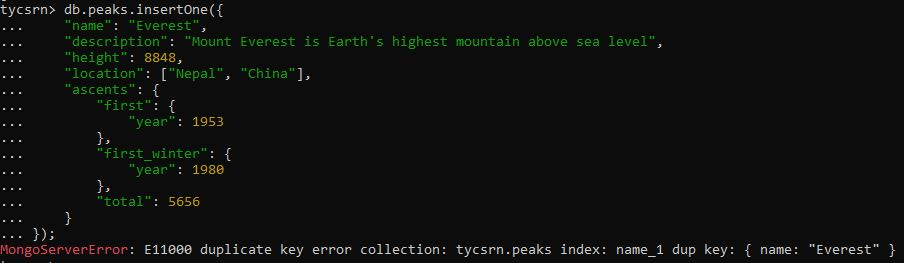 tycsrn> db.peaks.insertOne({
...     "name": "Everest",
...     "description": "Mount Everest is Earth's highest mountain above sea level",
...     "height": 8848,
...     "location": ["Nepal", "China"],
...     "ascents": {
...         "first": {
...             "year": 1953
...         },
...         "first_winter": {
...             "year": 1980
...         },
...         "total": 5656
...     }
... });
MongoServerError: E11000 duplicate key error collection: tycsrn.peaks index: name_1 dup key: { name: "Everest" }